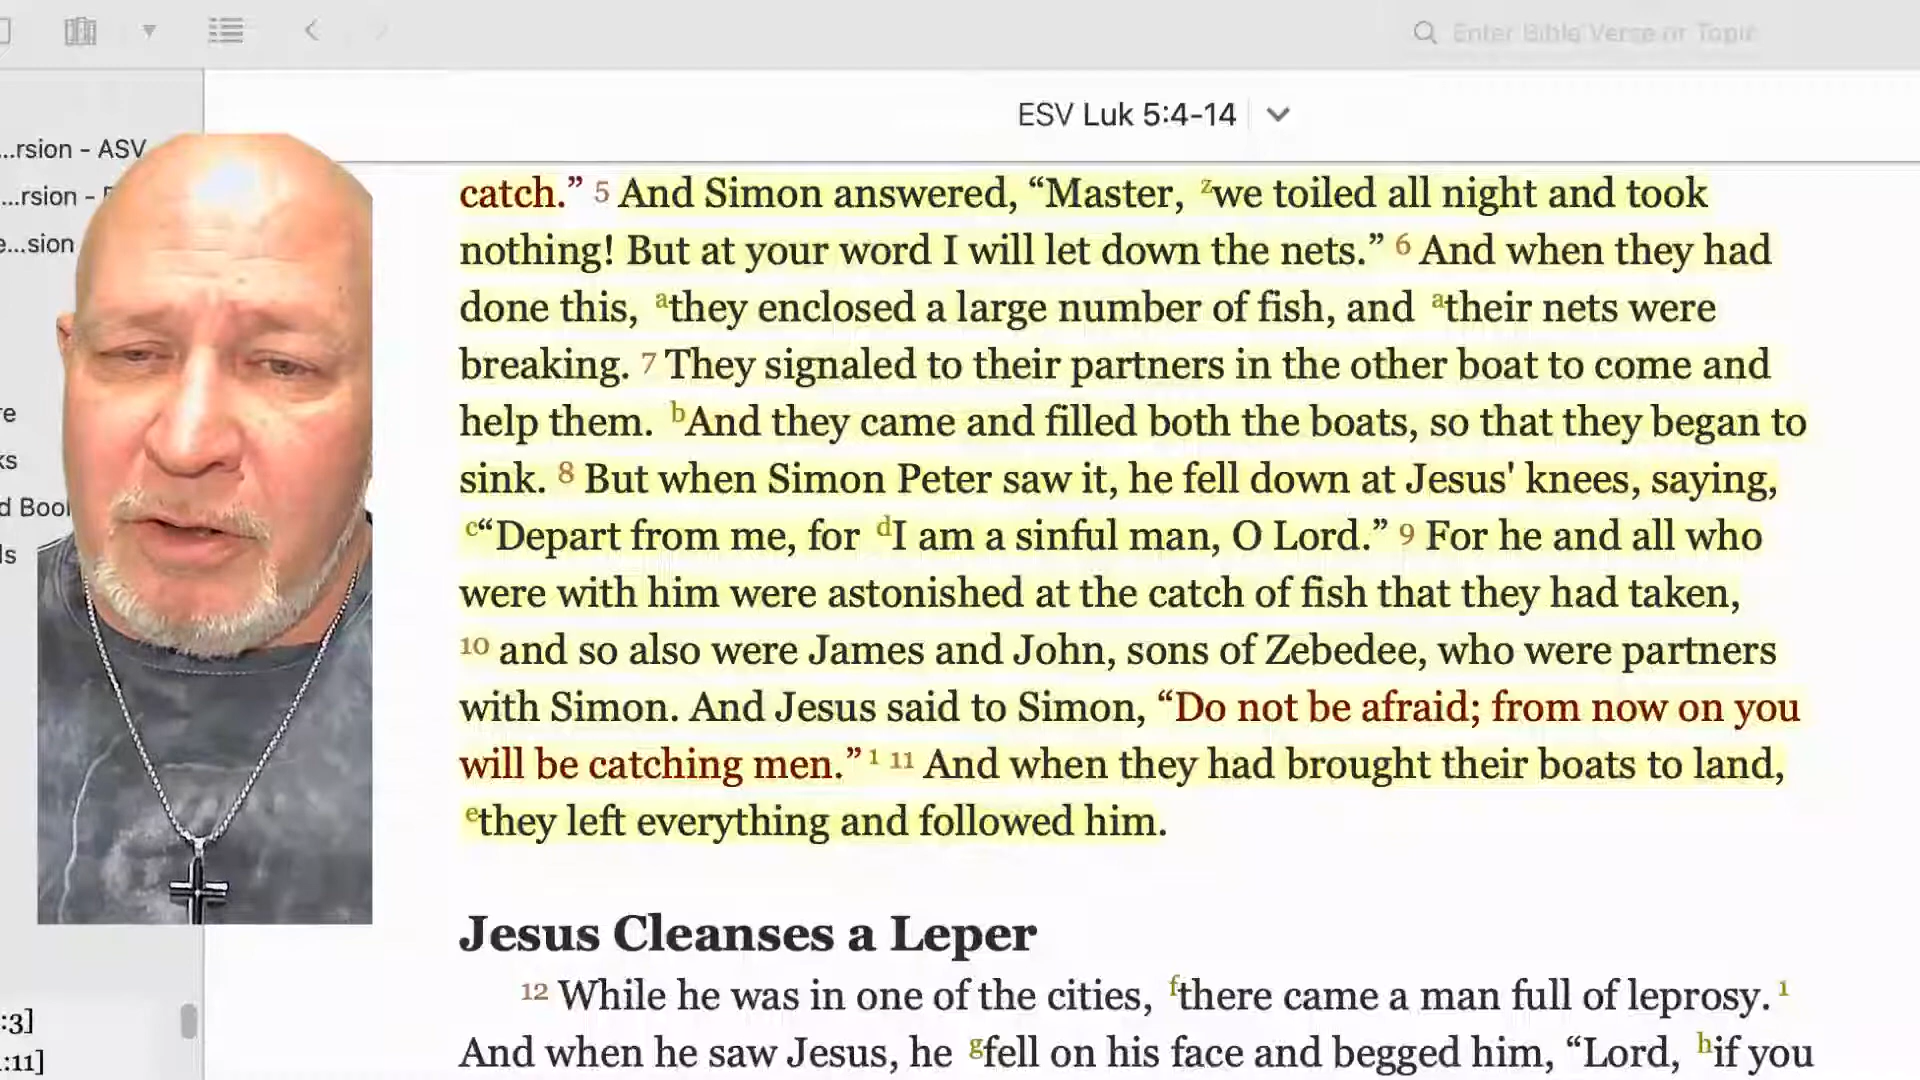 Enter Bible Verse or Topic
ESV Luk 5:4-14
...rsion - ASV
...rsion -
e...sion
re
ks
d Bool
ls
:3]
:11]
catch.” 5 And Simon answered, “Master, zwe toiled all night and took
nothing! But at your word I will let down the nets.” 6 And when they had
done this, athey enclosed a large number of fish, and atheir nets were
breaking. 7 They signaled to their partners in the other boat to come and
help them. bAnd they came and filled both the boats, so that they began to
sink. 8 But when Simon Peter saw it, he fell down at Jesus' knees, saying,
c“Depart from me, for dI am a sinful man, O Lord.” 9 For he and all who
were with him were astonished at the catch of fish that they had taken,
10 and so also were James and John, sons of Zebedee, who were partners
with Simon. And Jesus said to Simon, “Do not be afraid; from now on you
will be catching men.”1 11 And when they had brought their boats to land,
ethey left everything and followed him.
Jesus Cleanses a Leper
12 While he was in one of the cities, fthere came a man full of leprosy.1
And when he saw Jesus, he gfell on his face and begged him, “Lord, hif you